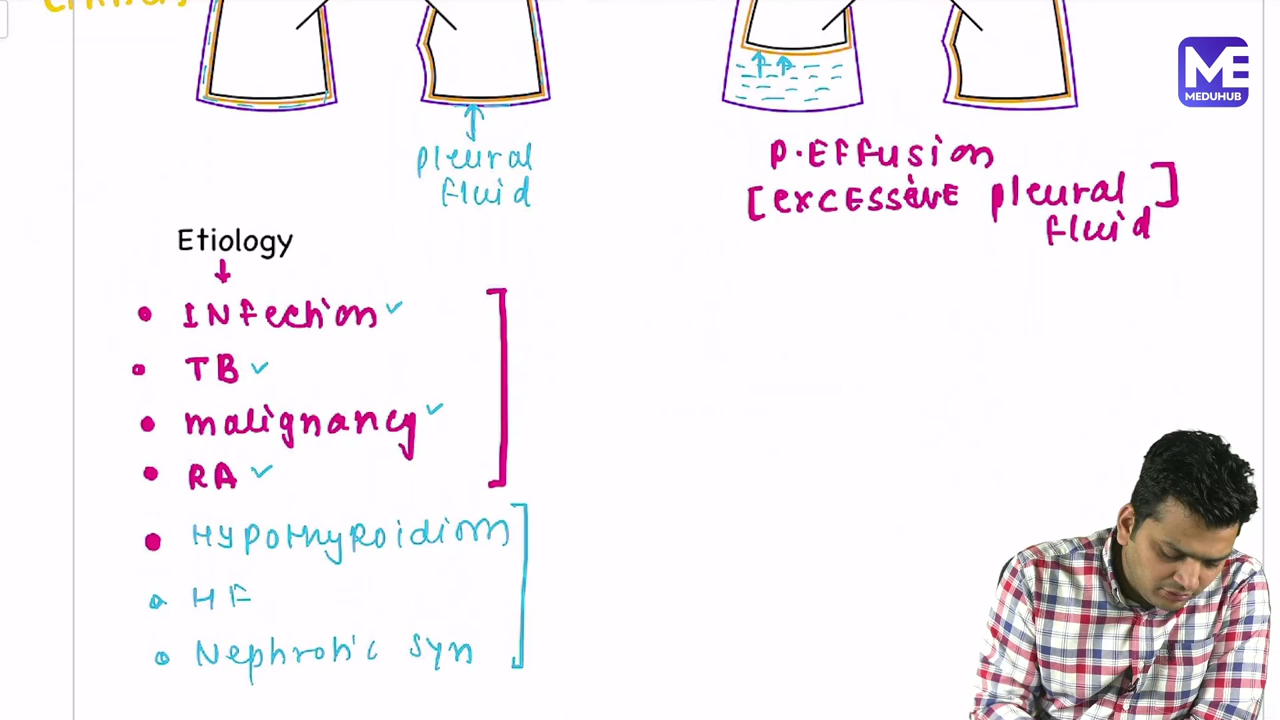 ME
MEDUHUB
pleural
fluid
P. Effusion
[excessive pleural
fluid]
Etiology
INfection
TB
malignancy
RA
Hypothyroidism
HF
Nephrotic syn